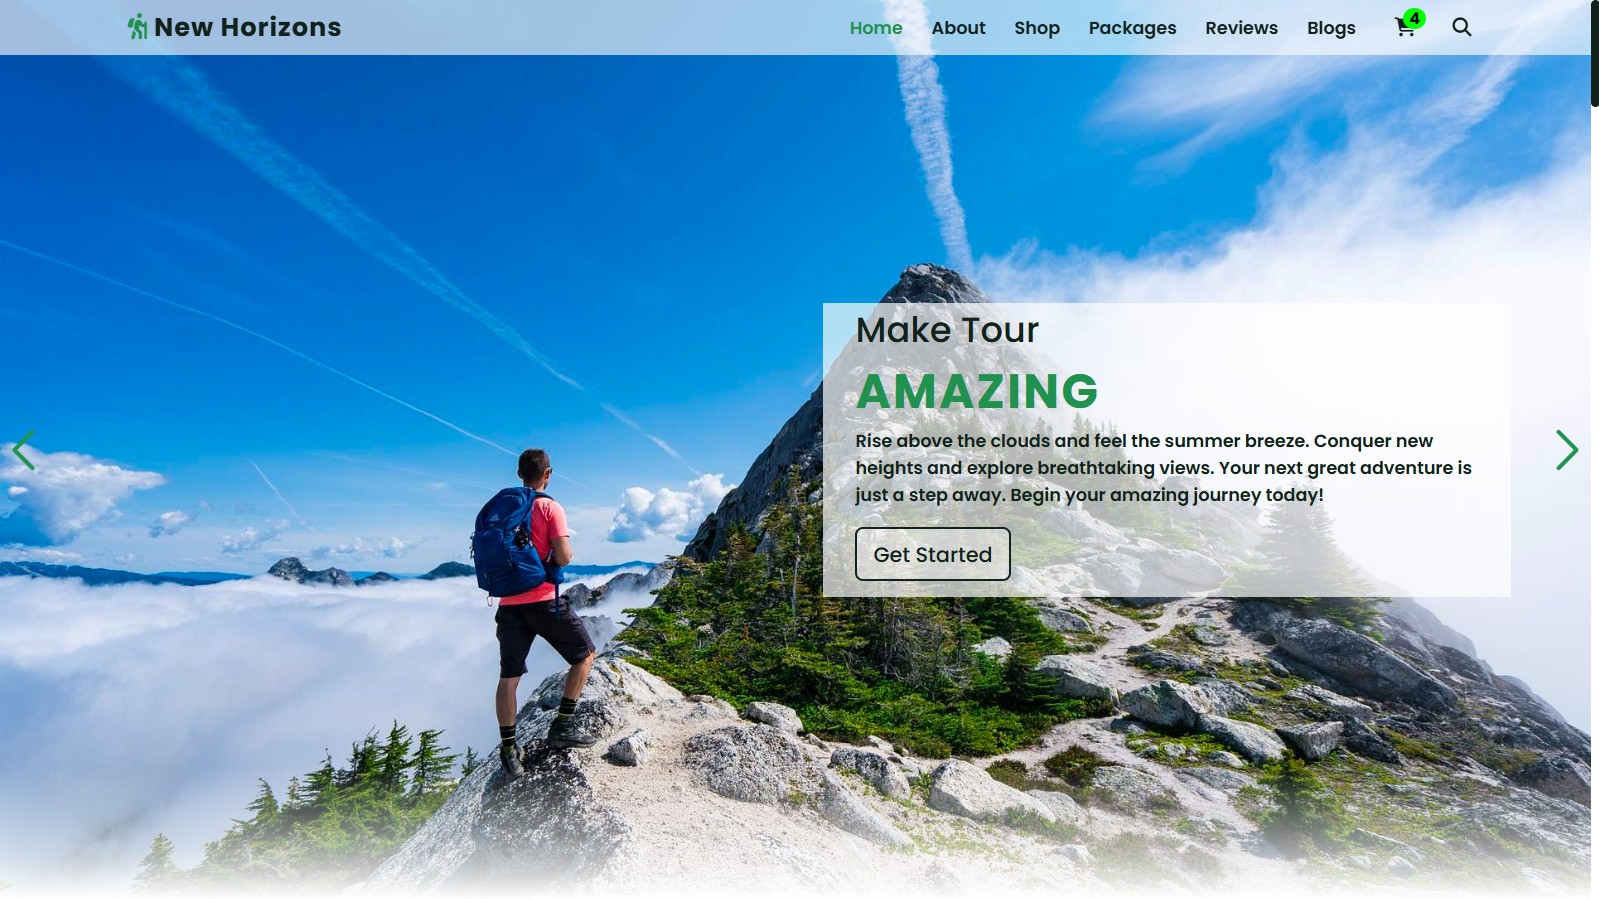 New Horizons
Home About Shop Packages Reviews Blogs 4
Make Tour
AMAZING
Rise above the clouds and feel the summer breeze. Conquer new
heights and explore breathtaking views. Your next great adventure is
just a step away. Begin your amazing journey today!
Get Started